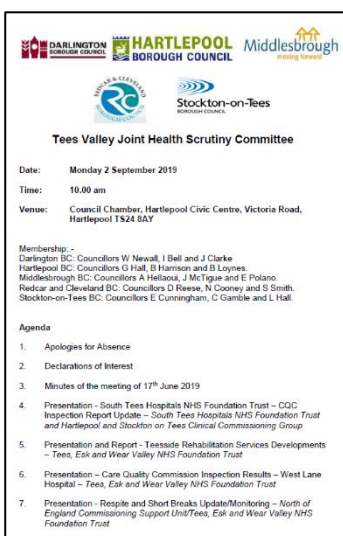 DARLINGTON
BOROUGH COUNCIL
HARTLEPOOL
BOROUGH COUNCIL
Middlesbrough
moving forward
REDCAR & CLEVELAND
BOROUGH COUNCIL
Stockton-on-Tees
BOROUGH COUNCIL
Tees Valley Joint Health Scrutiny Committee
Date: Monday 2 September 2019
Time: 10.00 am
Venue: Council Chamber, Hartlepool Civic Centre, Victoria Road,
Hartlepool TS24 8AY
Membership: -
Darlington BC: Councillors W Newall, I Bell and J Clarke
Hartlepool BC: Councillors G Hall, B Harrison and B Loynes.
Middlesbrough BC: Councillors A Hellaoui, J McTigue and E Polano.
Redcar and Cleveland BC: Councillors D Reese, N Cooney and S Smith.
Stockton-on-Tees BC: Councillors E Cunningham, C Gamble and L Hall.
Agenda
1. Apologies for Absence
2. Declarations of Interest
3. Minutes of the meeting of 17th June 2019
4. Presentation - South Tees Hospitals NHS Foundation Trust – CQC
Inspection Report Update – South Tees Hospitals NHS Foundation Trust
and Hartlepool and Stockton on Tees Clinical Commissioning Group
5. Presentation and Report - Teesside Rehabilitation Services Developments
– Tees, Esk and Wear Valley NHS Foundation Trust
6. Presentation – Care Quality Commission Inspection Results – West Lane
Hospital – Tees, Esk and Wear Valley NHS Foundation Trust
7. Presentation - Respite and Short Breaks Update/Monitoring – North of
England Commissioning Support Unit/Tees, Esk and Wear Valley NHS
Foundation Trust